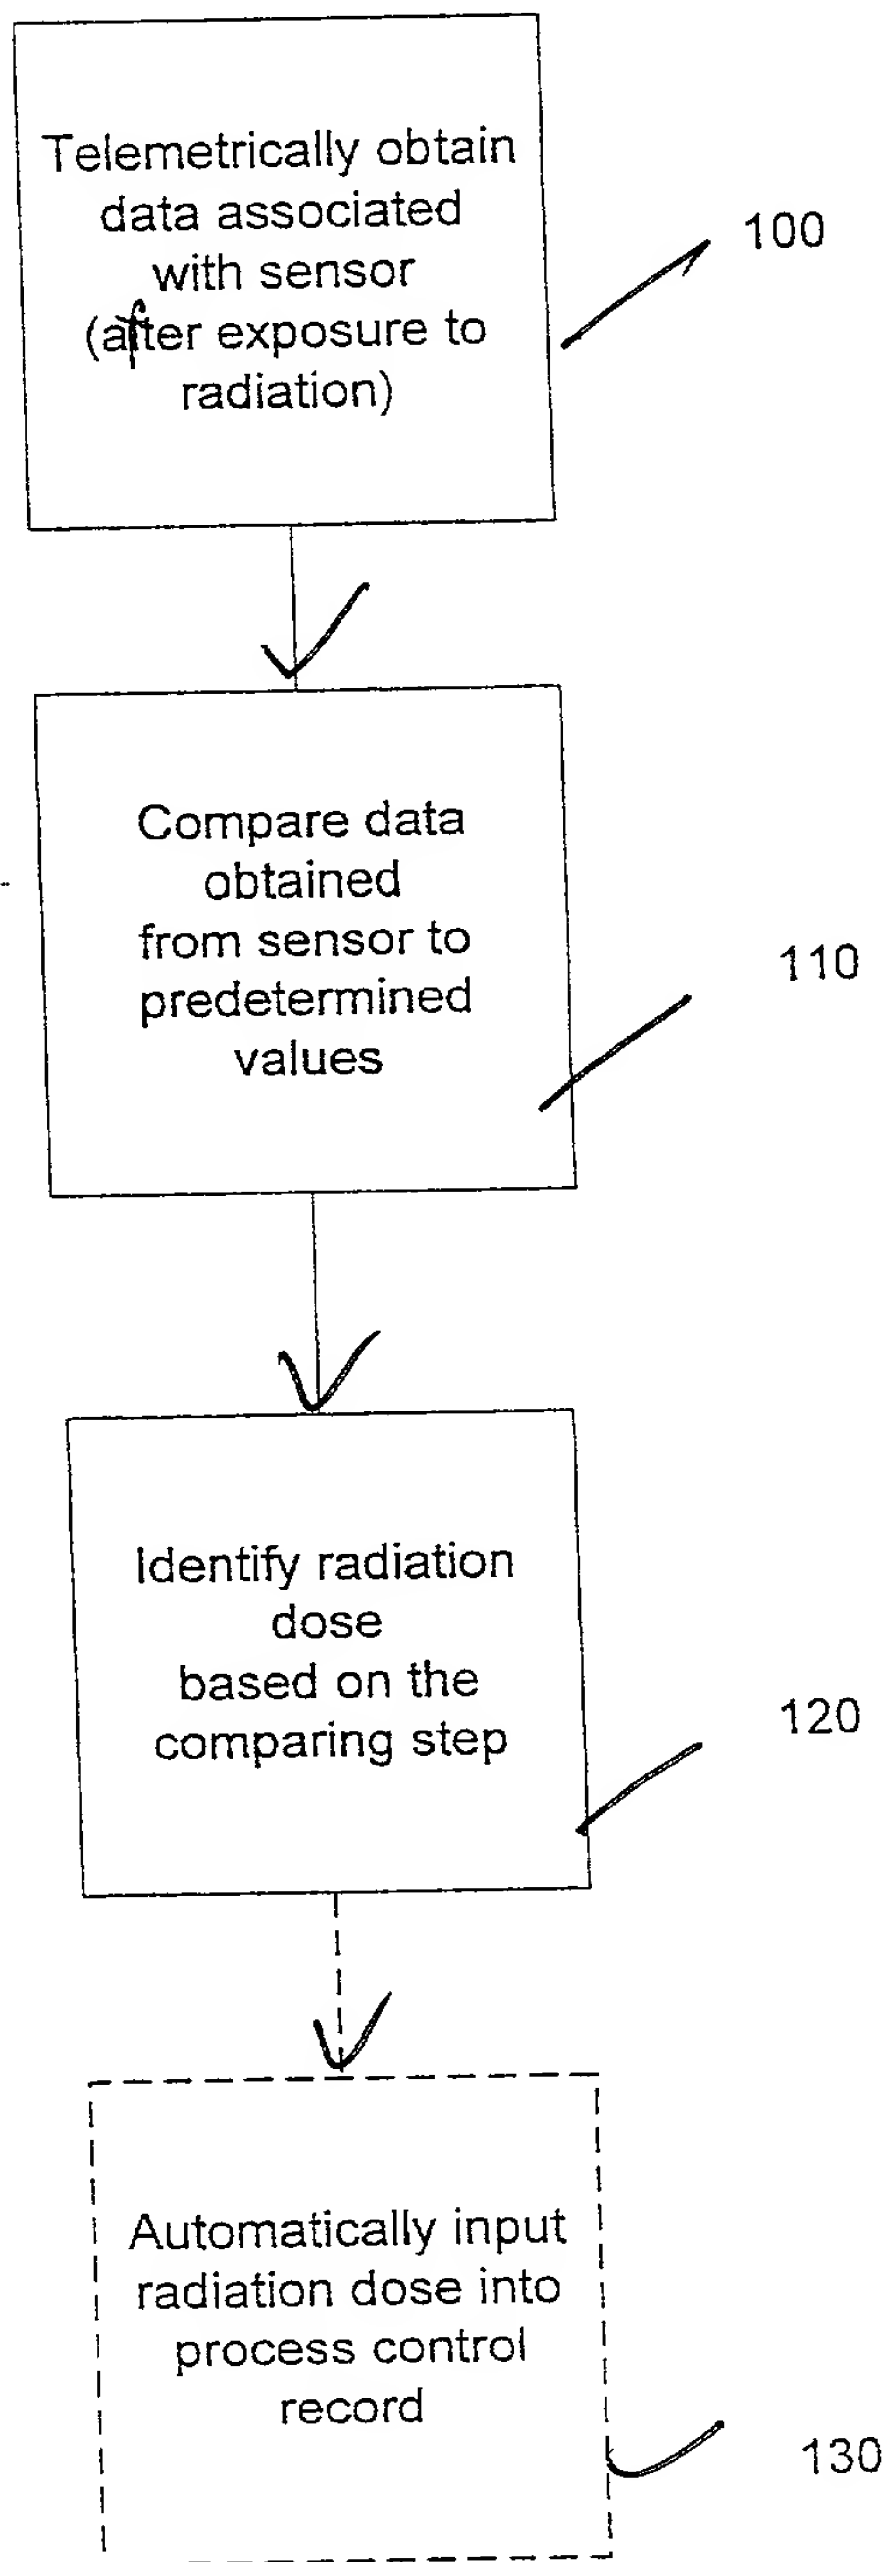 Telemetrically obtain
data associated
with sensor
(after exposure to
radiation)
100
Compare data
obtained
from sensor to
predetermined
values
110
Identify radiation
dose
based on the
comparing step
120
Automatically input
radiation dose into
process control
record
130